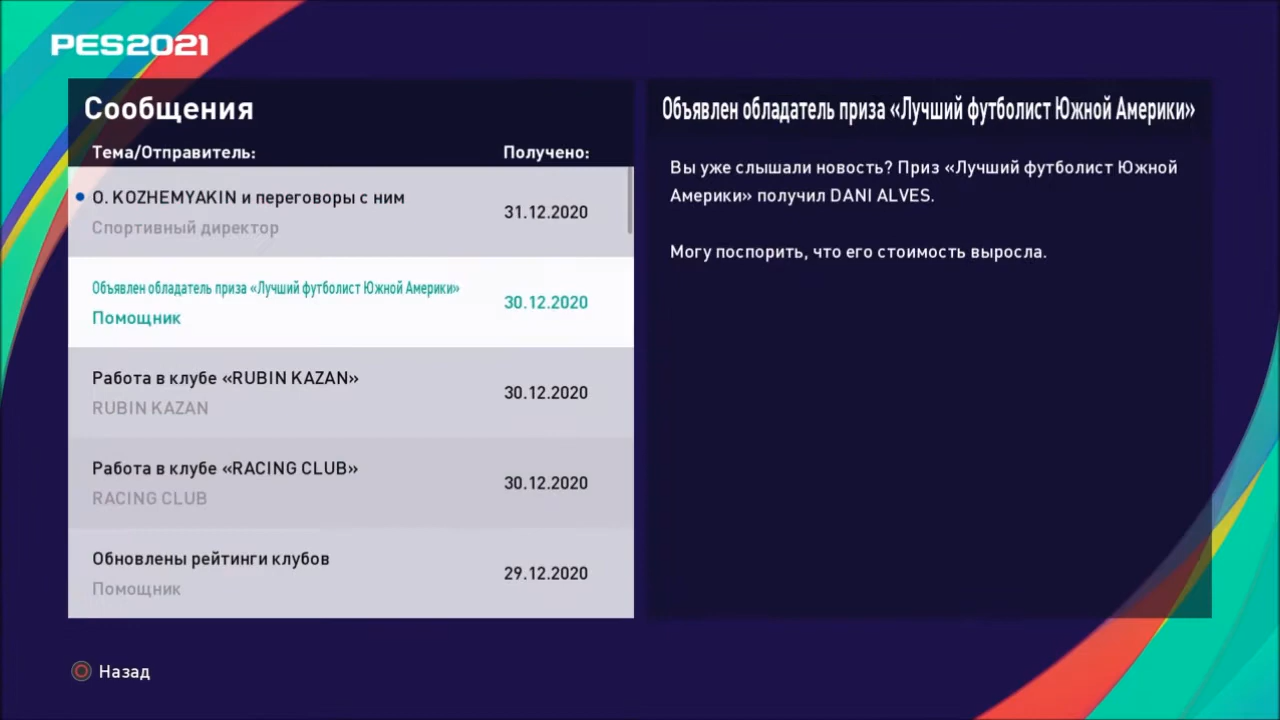 PES2021
Сообщения
Тема/Отправитель: Получено:
O. KOZHEMYAKIN и переговоры с ним
Спортивный директор
31.12.2020
Объявлен обладатель приза «Лучший футболист Южной Америки»
Помощник
30.12.2020
Работа в клубе «RUBIN KAZAN»
RUBIN KAZAN
30.12.2020
Работа в клубе «RACING CLUB»
RACING CLUB
30.12.2020
Обновлены рейтинги клубов
Помощник
29.12.2020
Объявлен обладатель приза «Лучший футболист Южной Америки»
Вы уже слышали новость? Приз «Лучший футболист Южной
Америки» получил DANI ALVES.
Могу поспорить, что его стоимость выросла.
Назад